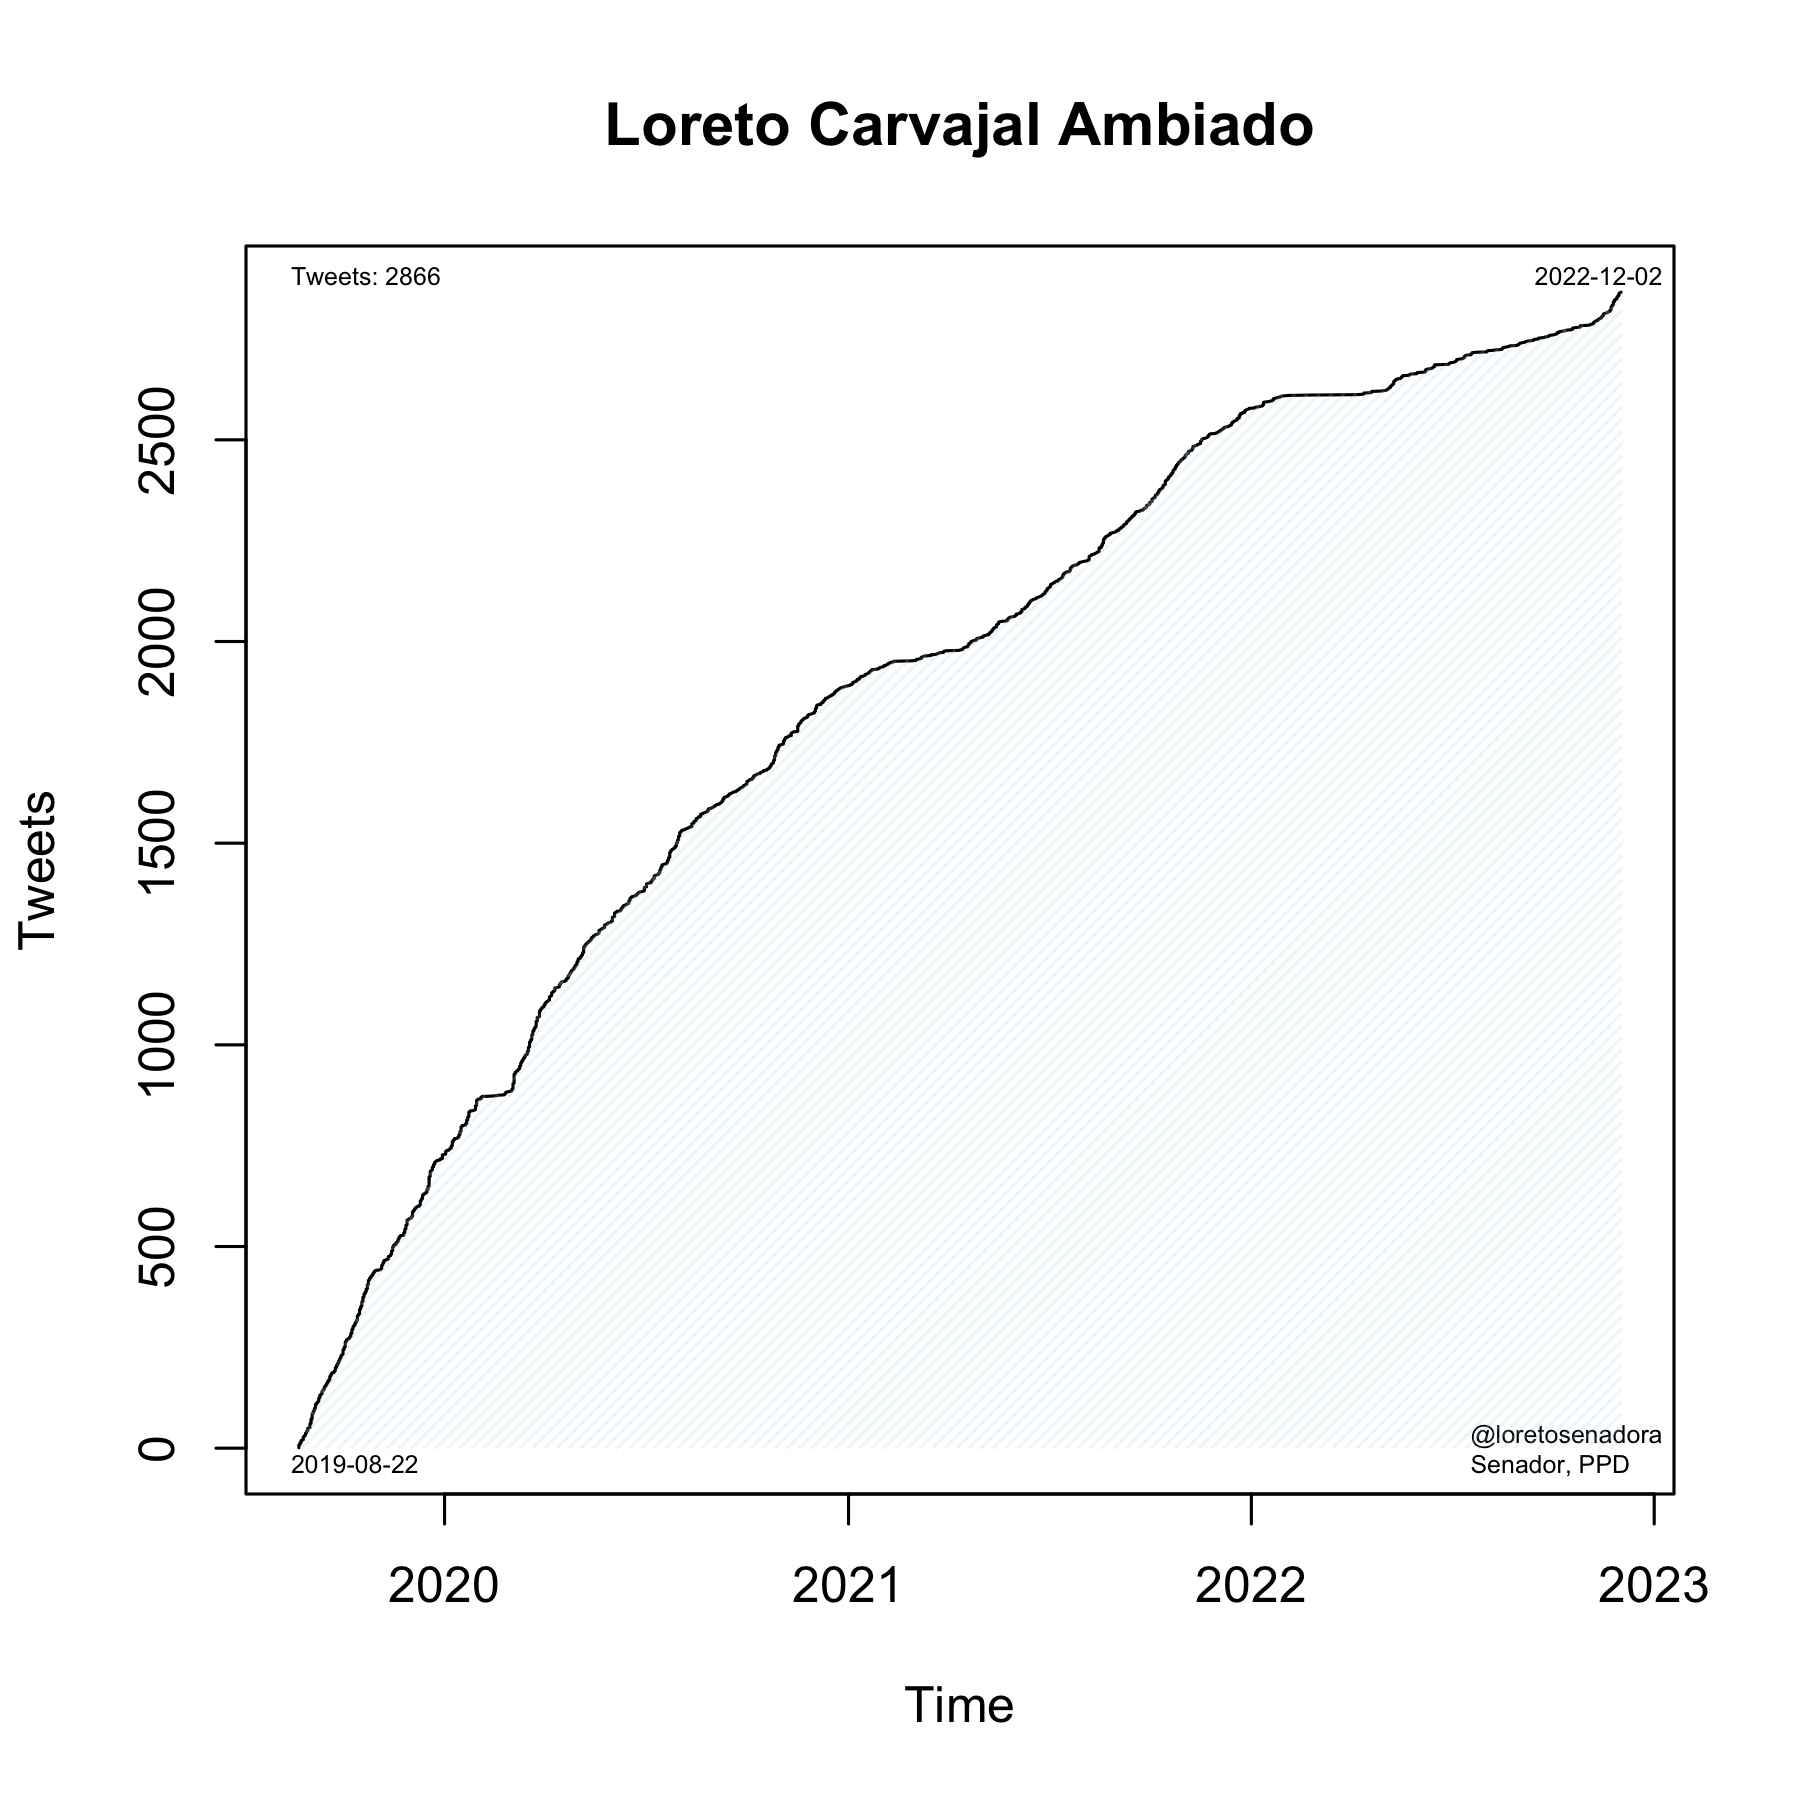 Loreto Carvajal Ambiado
Tweets: 2866
2022-12-02
2500
2000
1500
1000
500
0
Tweets
2019-08-22
@loretosenadora
Senador, PPD
2020
2021
2022
2023
Time